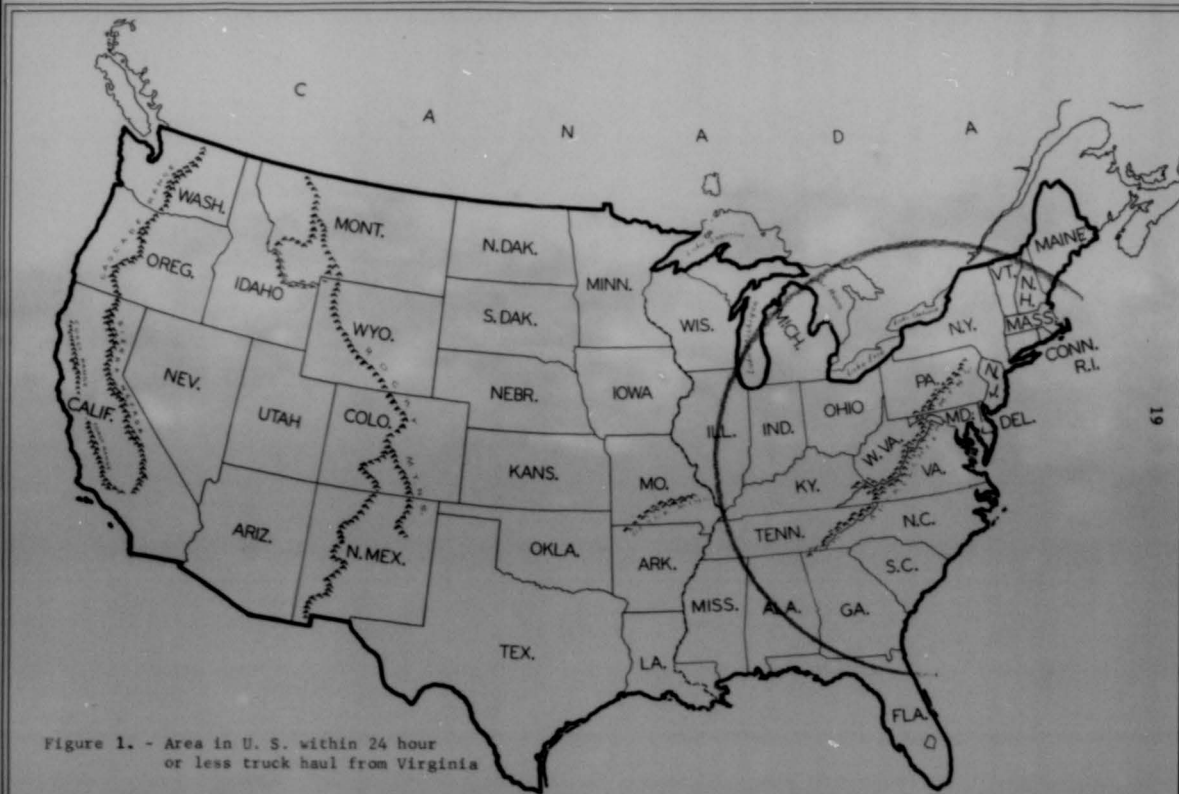 C A N A D A
WASH.
MONT.
N.DAK.
MINN.
MAINE
VT.
N.
H.
OREG.
IDAHO
S.DAK.
WIS.
MICH.
N.Y.
MASS.
CONN.
R.I.
WYO.
NEV.
NEBR.
IOWA
PA.
N.
J.
OHIO
UTAH
COLO.
ILL.
IND.
MD.
DEL.
19
CALIF.
KANS.
MO.
W.VA.
VA.
KY.
ARIZ.
N.MEX.
OKLA.
ARK.
TENN.
N.C.
S.C.
MISS.
ALA.
GA.
TEX.
LA.
FLA.
Figure 1. - Area in U. S. within 24 hour
or less truck haul from Virginia